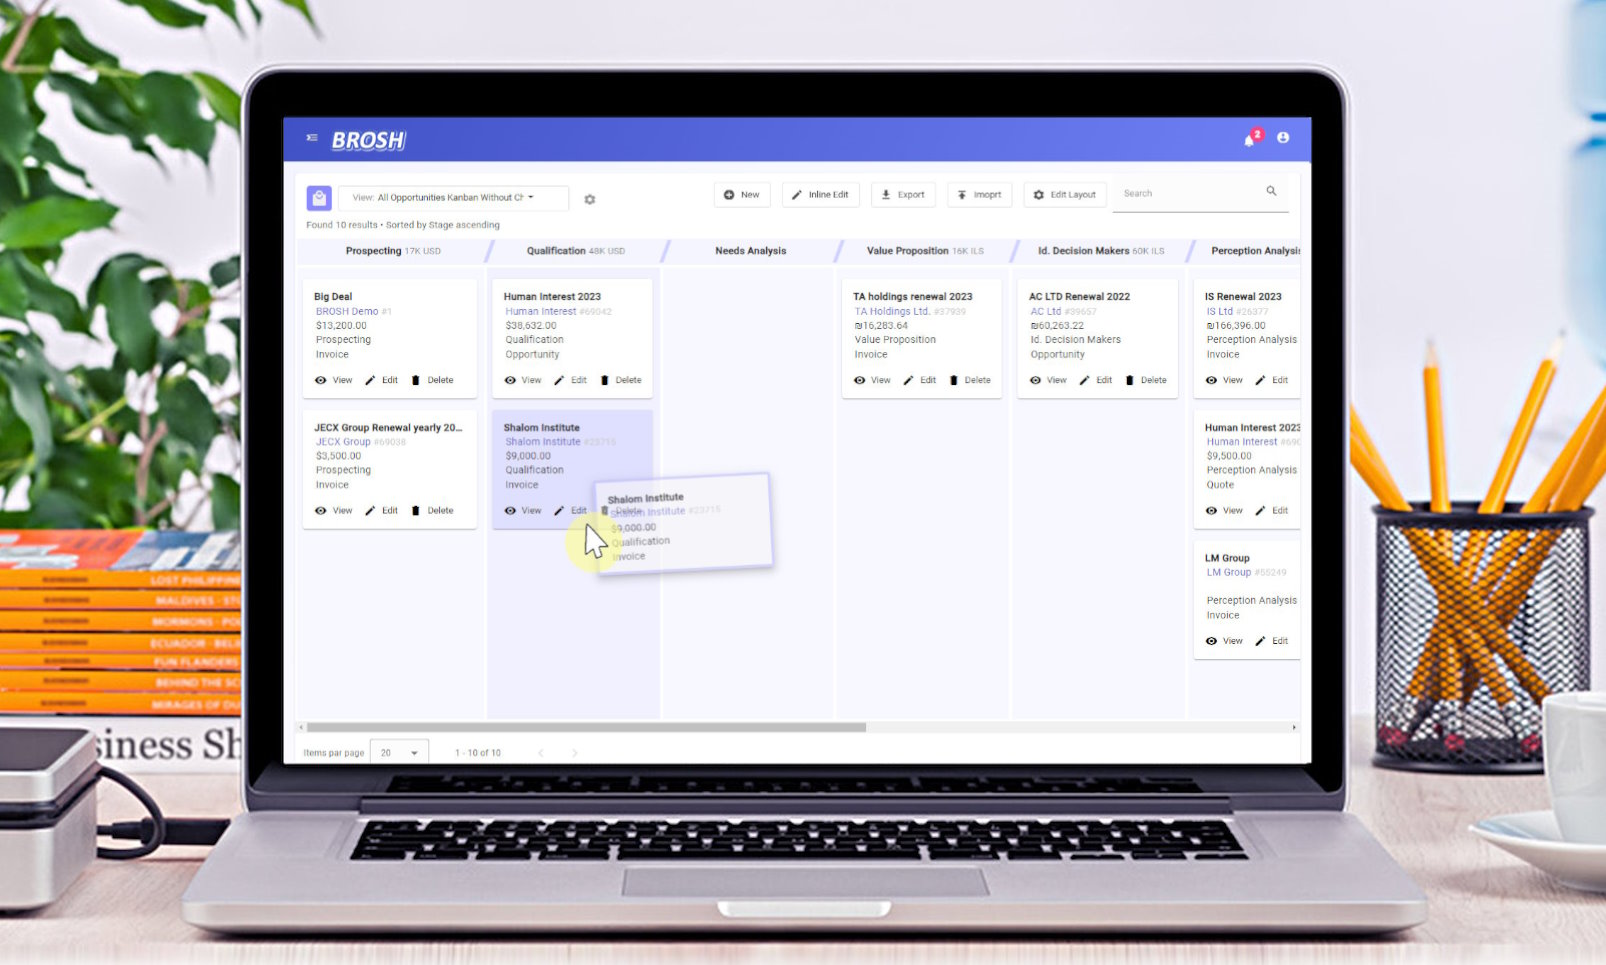 BROSH
2
View: All Opportunities Kanban Without Ch
New
Inline Edit
Export
Imoprt
Edit Layout
Search
Found 10 results • Sorted by Stage ascending
Prospecting 17K USD
Qualification 48K USD
Needs Analysis
Value Proposition 16K ILS
Id. Decision Makers 60K ILS
Perception Analysis
Big Deal
BROSH Demo #1
$13,200.00
Prospecting
Invoice
View Edit Delete
JECX Group Renewal yearly 20...
JECX Group #69038
$3,500.00
Prospecting
Invoice
View Edit Delete
Human Interest 2023
Human Interest #69042
$38,632.00
Qualification
Opportunity
View Edit Delete
Shalom Institute
Shalom Institute #23715
$9,000.00
Qualification
Invoice
View Edit Delete
Shalom Institute
Shalom Institute #23715
$9,000.00
Qualification
Invoice
TA holdings renewal 2023
TA Holdings Ltd. #37939
₪16,283.64
Value Proposition
Invoice
View Edit Delete
AC LTD Renewal 2022
AC Ltd #39657
₪60,263.22
Id. Decision Makers
Opportunity
View Edit Delete
IS Renewal 2023
IS Ltd #26377
₪166,396.00
Perception Analysis
Invoice
View Edit
Human Interest 2023
Human Interest #690
$9,500.00
Perception Analysis
Quote
View Edit
LM Group
LM Group #55249
Perception Analysis
Invoice
View Edit
Items par page 20 1 - 10 of 10
LOST PHILIPPINE
MALDIVES - STO
MORMONS - PO
ECUADOR - BELI
FUN FLANDERS
BEHIND THE SC
MIRAGES OF DU
siness Sh